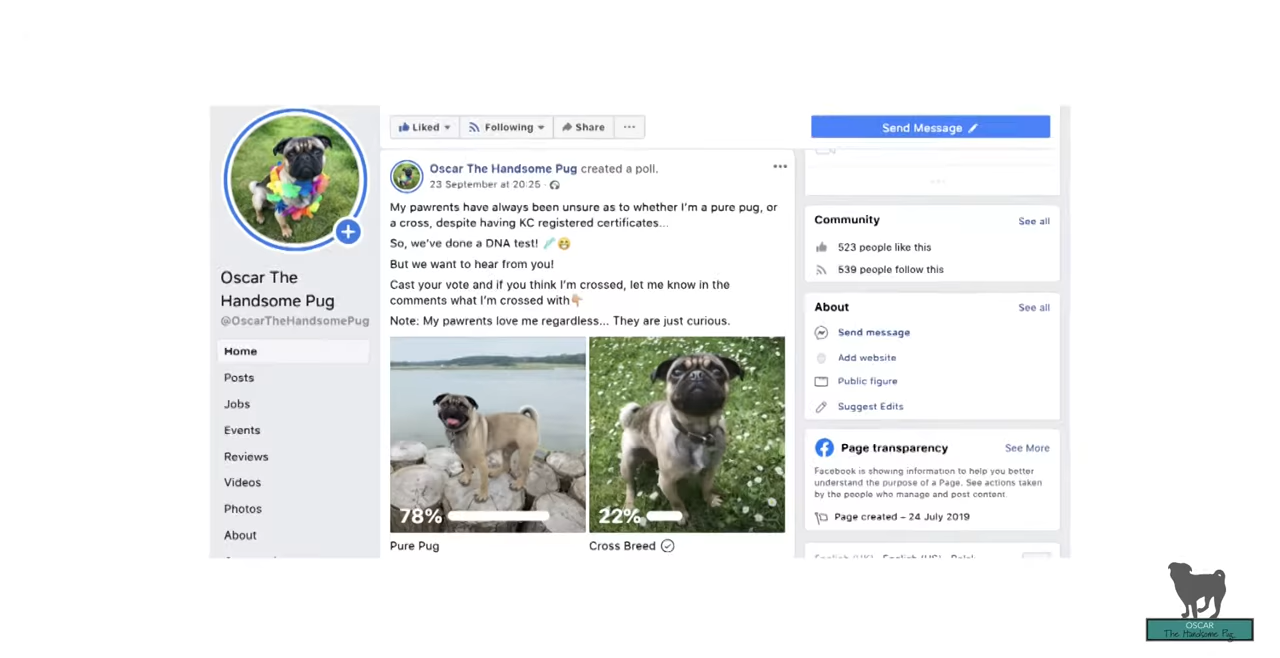 Liked
Following
Share
Send Message
Oscar The Handsome Pug created a poll.
23 September at 20:25 ·
My pawrents have always been unsure as to whether I'm a pure pug, or
a cross, despite having KC registered certificates...
So, we've done a DNA test! 🧪😁
But we want to hear from you!
Cast your vote and if you think I'm crossed, let me know in the
comments what I'm crossed with👇🏼
Note: My pawrents love me regardless... They are just curious.
78%
22%
Pure Pug
Cross Breed
Oscar The
Handsome Pug
@OscarTheHandsomePug
Home
Posts
Jobs
Events
Reviews
Videos
Photos
About
Community
See all
523 people like this
539 people follow this
About
See all
Send message
Add website
Public figure
Suggest Edits
Page transparency
See More
Facebook is showing information to help you better
understand the purpose of a Page. See actions taken
by the people who manage and post content.
Page created – 24 July 2019
English (UK) · English (US) · Polski
OSCAR
The Handsome Pug